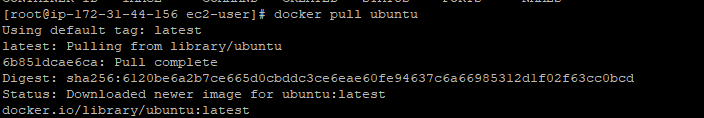 [root@ip-172-31-44-156 ec2-user]# docker pull ubuntu
Using default tag: latest
latest: Pulling from library/ubuntu
6b851dcae6ca: Pull complete
Digest: sha256:6120be6a2b7ce665d0cbddc3ce6eae60fe94637c6a66985312d1f02f63cc0bcd
Status: Downloaded newer image for ubuntu:latest
docker.io/library/ubuntu:latest